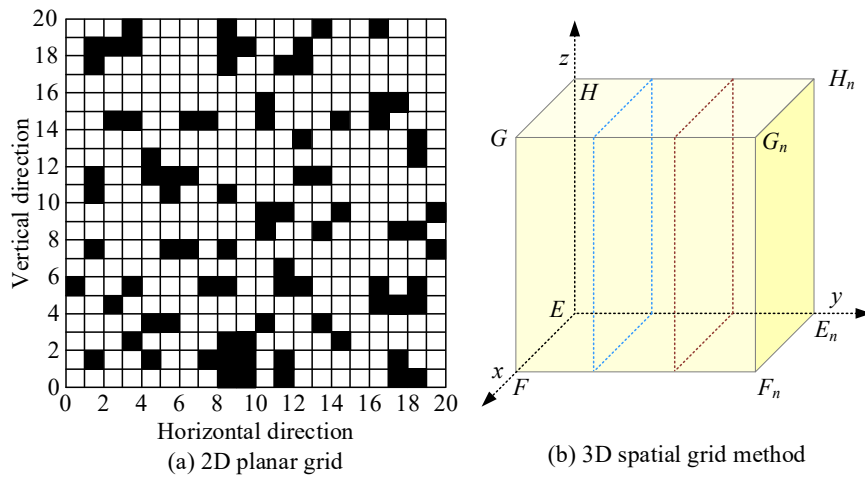 20
18
16
14
12
10
8
6
4
2
0
Vertical direction
0 2 4 6 8 10 12 14 16 18 20
Horizontal direction
(a) 2D planar grid
z
H
H_n
G
G_n
E
y
E_n
x
F
F_n
(b) 3D spatial grid method